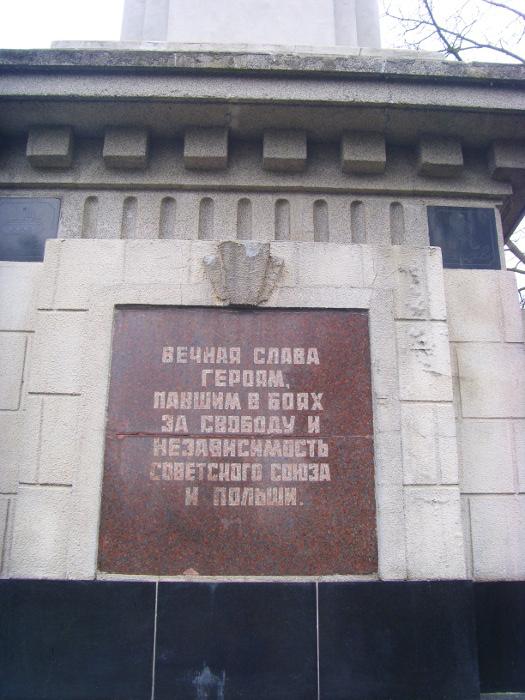 ВЕЧНАЯ СЛАВА
ГЕРОЯМ,
ПАВШИМ В БОЯХ
ЗА СВОБОДУ И
НЕЗАВИСИМОСТЬ
СОВЕТСКОГО СОЮЗА
И ПОЛЬШИ.